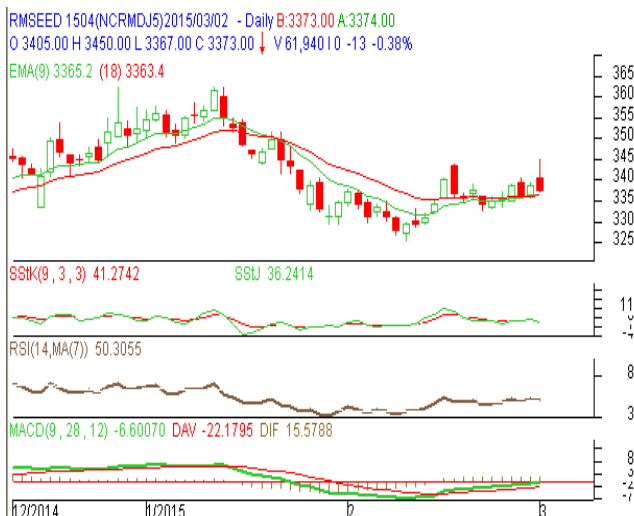 RMSEED 1504(NCRMDJ5)2015/03/02 - Daily B:3373.00 A:3374.00
O 3405.00 H 3450.00 L 3367.00 C 3373.00 ↓ V 61,940 I 0 -13 -0.38%
EMA(9) 3365.2 (18) 3363.4
365
360
355
350
345
340
335
330
325
SStK(9, 3, 3) 41.2742 SStJ 36.2414
11
RSI(14,MA(7)) 50.3055
8
3
MACD(9, 28, 12) -6.60070 DAV -22.1795 DIF 15.5788
8
3
-2
-7
12/2014 1/2015 2 3